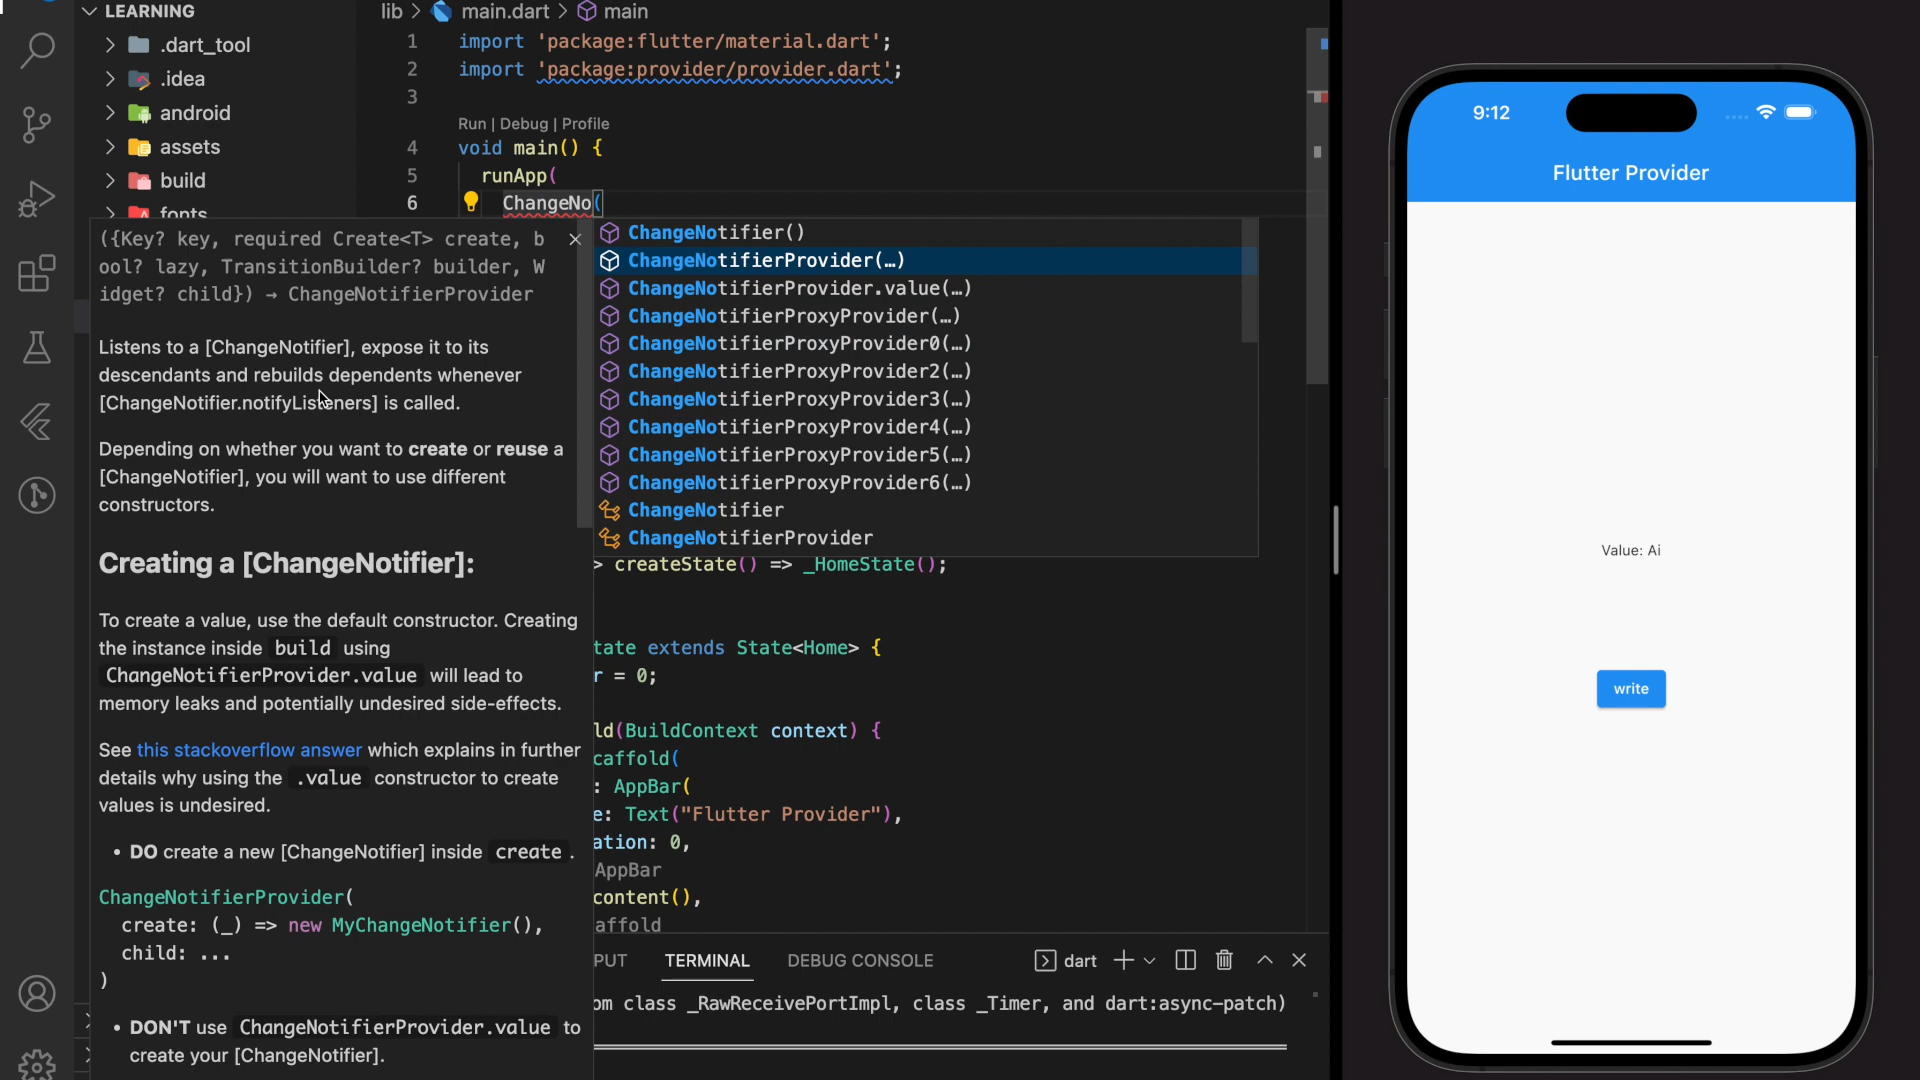 LEARNING
.dart_tool
.idea
android
assets
build
fonts
lib > main.dart > main
1 import 'package:flutter/material.dart';
2 import 'package:provider/provider.dart';
3
Run | Debug | Profile
4 void main() {
5 runApp(
6 ChangeNo(
({Key? key, required Create<T> create, b
ool? lazy, TransitionBuilder? builder, W
idget? child}) → ChangeNotifierProvider
Listens to a [ChangeNotifier], expose it to its
descendants and rebuilds dependents whenever
[ChangeNotifier.notifyListeners] is called.
Depending on whether you want to create or reuse a
[ChangeNotifier], you will want to use different
constructors.
Creating a [ChangeNotifier]:
To create a value, use the default constructor. Creating
the instance inside build using
ChangeNotifierProvider.value will lead to
memory leaks and potentially undesired side-effects.
See this stackoverflow answer which explains in further
details why using the .value constructor to create
values is undesired.
• DO create a new [ChangeNotifier] inside create .
ChangeNotifierProvider(
create: (_) => new MyChangeNotifier(),
child: ...
)
• DON'T use ChangeNotifierProvider.value to
create your [ChangeNotifier].
ChangeNotifier()
ChangeNotifierProvider(…)
ChangeNotifierProvider.value(…)
ChangeNotifierProxyProvider(…)
ChangeNotifierProxyProvider0(…)
ChangeNotifierProxyProvider2(…)
ChangeNotifierProxyProvider3(…)
ChangeNotifierProxyProvider4(…)
ChangeNotifierProxyProvider5(…)
ChangeNotifierProxyProvider6(…)
ChangeNotifier
ChangeNotifierProvider
> createState() => _HomeState();
tate extends State<Home> {
r = 0;
ld(BuildContext context) {
caffold(
: AppBar(
e: Text("Flutter Provider"),
ation: 0,
AppBar
content(),
affold
PUT TERMINAL DEBUG CONSOLE dart
om class _RawReceivePortImpl, class _Timer, and dart:async-patch)
9:12
Flutter Provider
Value: Ai
write